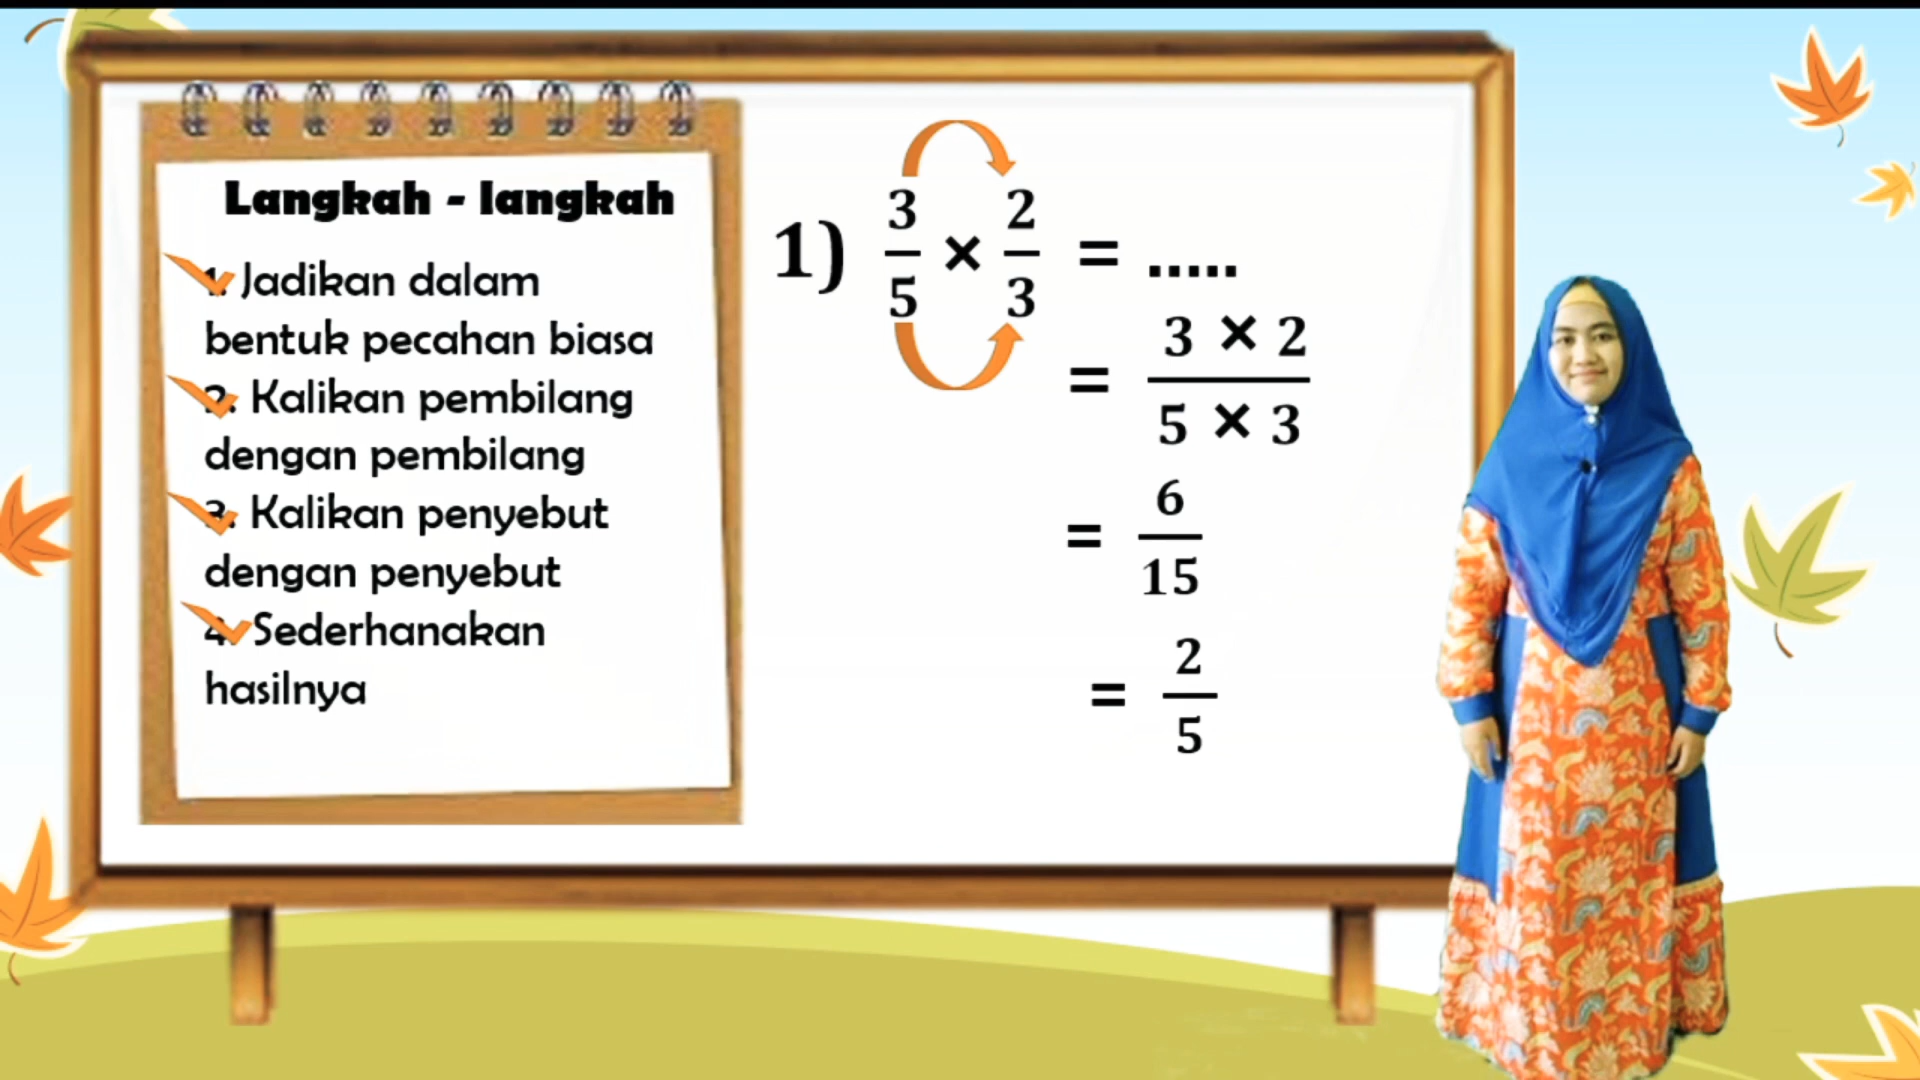 Langkah - langkah
1. Jadikan dalam
bentuk pecahan biasa
2. Kalikan pembilang
dengan pembilang
3. Kalikan penyebut
dengan penyebut
4. Sederhanakan
hasilnya
1) 3/5 × 2/3 = .....
= 3 × 2 / 5 × 3
= 6/15
= 2/5